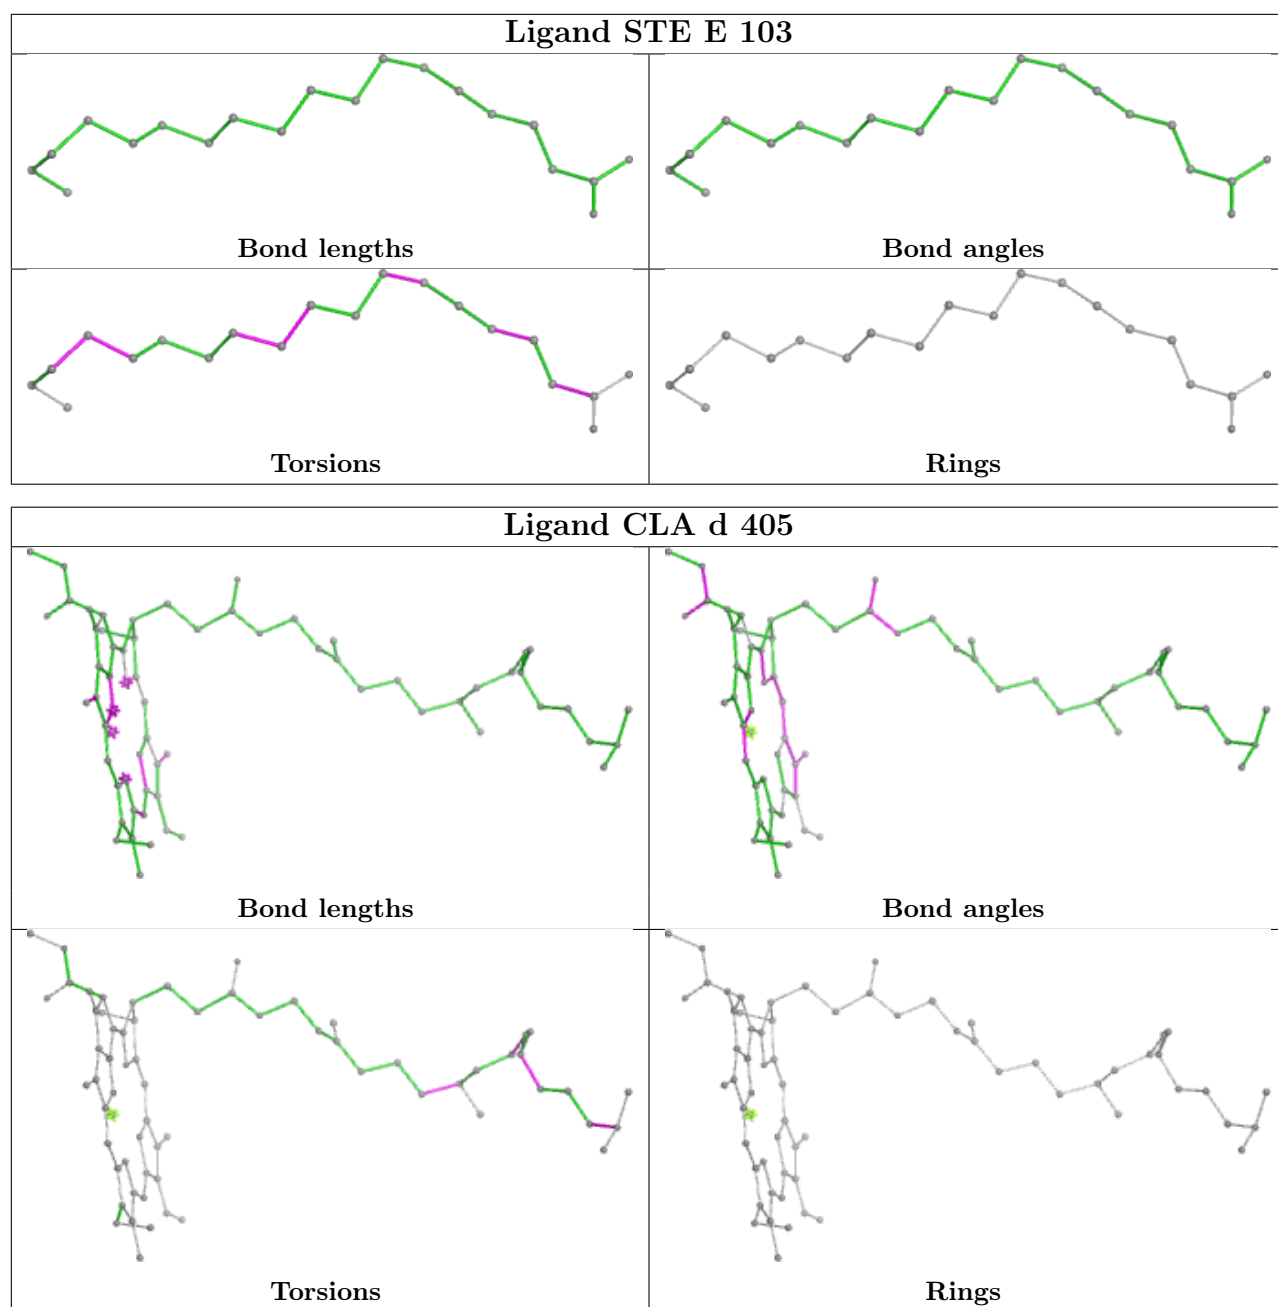 Ligand STE E 103
Bond lengths
Bond angles
Torsions
Rings
Ligand CLA d 405
Bond lengths
Bond angles
Torsions
Rings